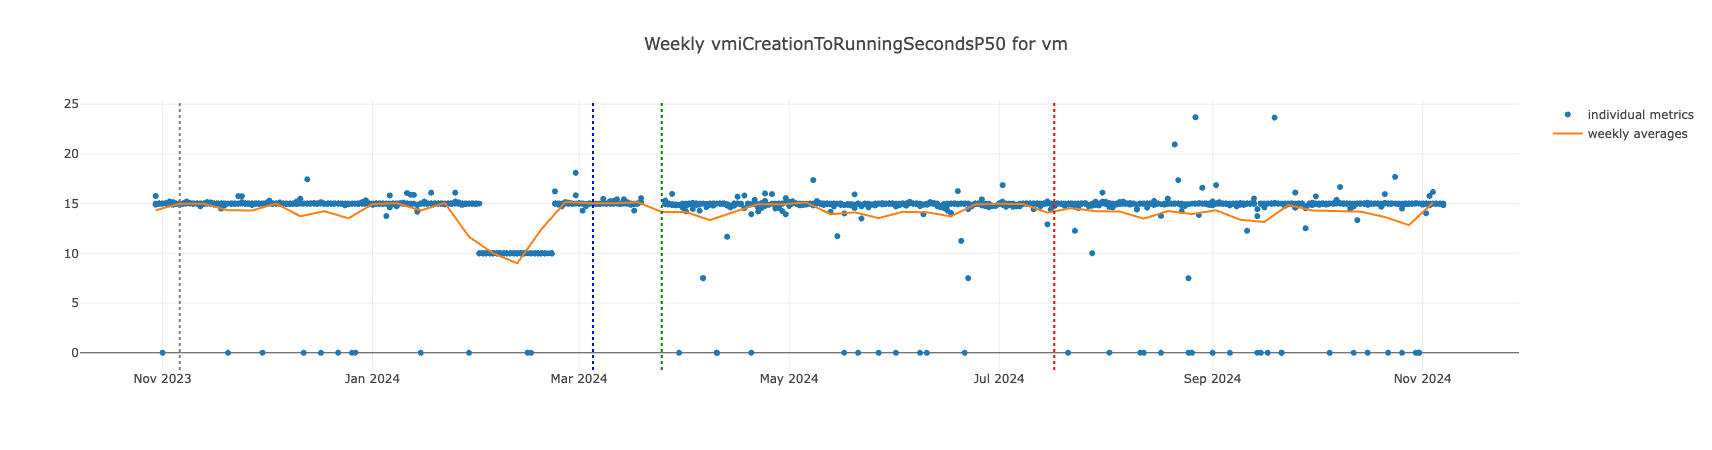 Weekly vmiCreationToRunningSecondsP50 for vm
25
20
15
10
5
0
Nov 2023
Jan 2024
Mar 2024
May 2024
Jul 2024
Sep 2024
Nov 2024
individual metrics
weekly averages